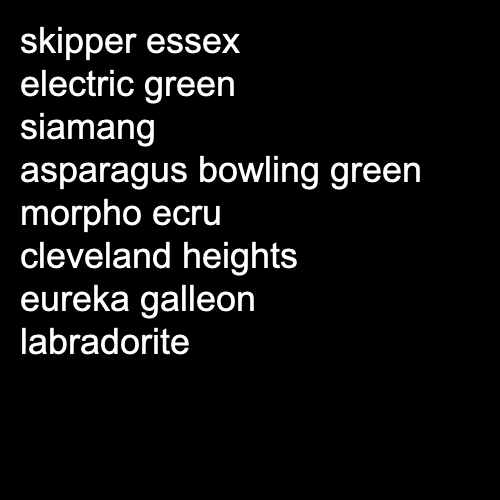 skipper essex
electric green
siamang
asparagus bowling green
morpho ecru
cleveland heights
eureka galleon
labradorite